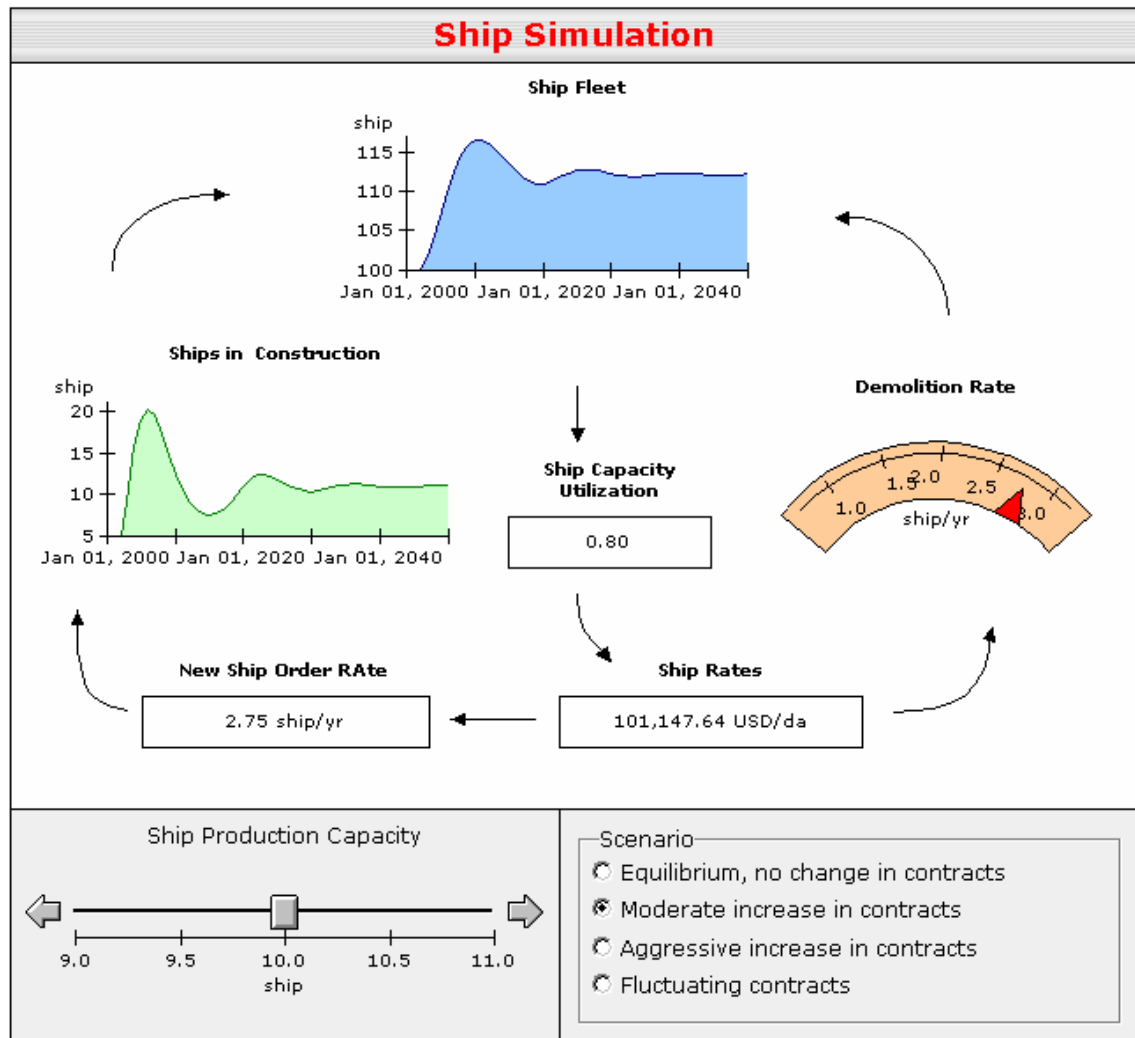 Ship Simulation
Ship Fleet
ship
115
110
105
100
Jan 01, 2000 Jan 01, 2020 Jan 01, 2040
Ships in Construction
ship
20
15
10
5
Jan 01, 2000 Jan 01, 2020 Jan 01, 2040
Ship Capacity
Utilization
0.80
Demolition Rate
1.0 1.5 2.0 2.5 3.0
ship/yr
New Ship Order RAte
2.75 ship/yr
Ship Rates
101,147.64 USD/da
Ship Production Capacity
9.0 9.5 10.0 10.5 11.0
ship
Scenario
Equilibrium, no change in contracts
Moderate increase in contracts
Aggressive increase in contracts
Fluctuating contracts